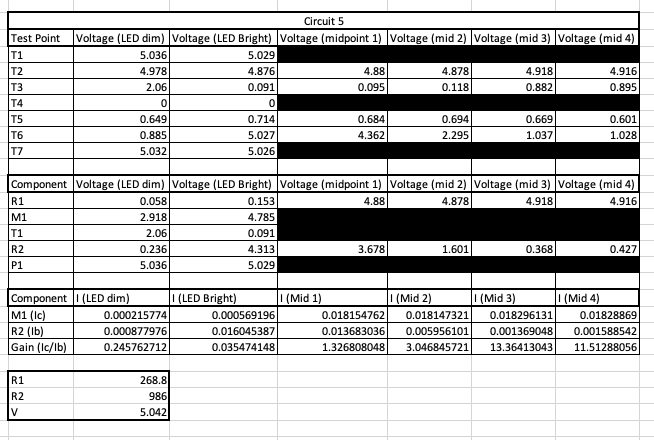 Circuit 5
Test Point Voltage (LED dim) Voltage (LED Bright) Voltage (midpoint 1) Voltage (mid 2) Voltage (mid 3) Voltage (mid 4)
T1 5.036 5.029
T2 4.978 4.876 4.88 4.878 4.918 4.916
T3 2.06 0.091 0.095 0.118 0.882 0.895
T4 0 0
T5 0.649 0.714 0.684 0.694 0.669 0.601
T6 0.885 5.027 4.362 2.295 1.037 1.028
T7 5.032 5.026
Component Voltage (LED dim) Voltage (LED Bright) Voltage (midpoint 1) Voltage (mid 2) Voltage (mid 3) Voltage (mid 4)
R1 0.058 0.153 4.88 4.878 4.918 4.916
M1 2.918 4.785
T1 2.06 0.091
R2 0.236 4.313 3.678 1.601 0.368 0.427
P1 5.036 5.029
Component I (LED dim) I (LED Bright) I (Mid 1) I (Mid 2) I (Mid 3) I (Mid 4)
M1 (Ic) 0.000215774 0.000569196 0.018154762 0.018147321 0.018296131 0.01828869
R2 (Ib) 0.000877976 0.016045387 0.013683036 0.005956101 0.001369048 0.001588542
Gain (Ic/Ib) 0.245762712 0.035474148 1.326808048 3.046845721 13.36413043 11.51288056
R1 268.8
R2 986
V 5.042